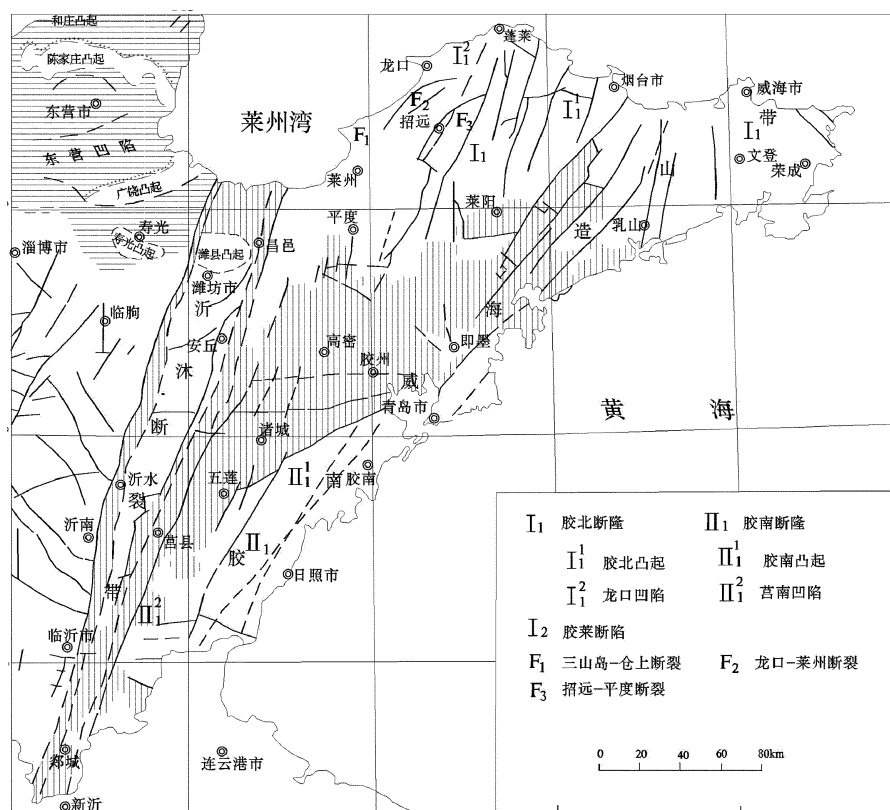 和庄凸起
陈家庄凸起
东营市
东营凹陷
广饶凸起
寿光
寿光凸起
淄博市
潍县凸起
昌邑
潍坊市
临朐
安丘
莱州湾
龙口
I₁²
蓬莱
F₂
招远
F₃
F₁
I₁
I₁¹
烟台市
威海市
带
I₁
文登
荣成
莱州
平度
莱阳
山
造
乳山
海
即墨
高密
胶州
威
青岛市
黄海
沂
沭
断
裂
带
诸城
沂水
五莲
II₁¹
南
胶南
沂南
莒县
胶
II₁
日照市
II₁²
临沂市
郯城
新沂
连云港市
I₁ 胶北断隆
II₁ 胶南断隆
I₁¹ 胶北凸起
II₁¹ 胶南凸起
I₁² 龙口凹陷
II₁² 莒南凹陷
I₂ 胶莱断陷
F₁ 三山岛-仓上断裂
F₂ 龙口-莱州断裂
F₃ 招远-平度断裂
0 20 40 60 80km